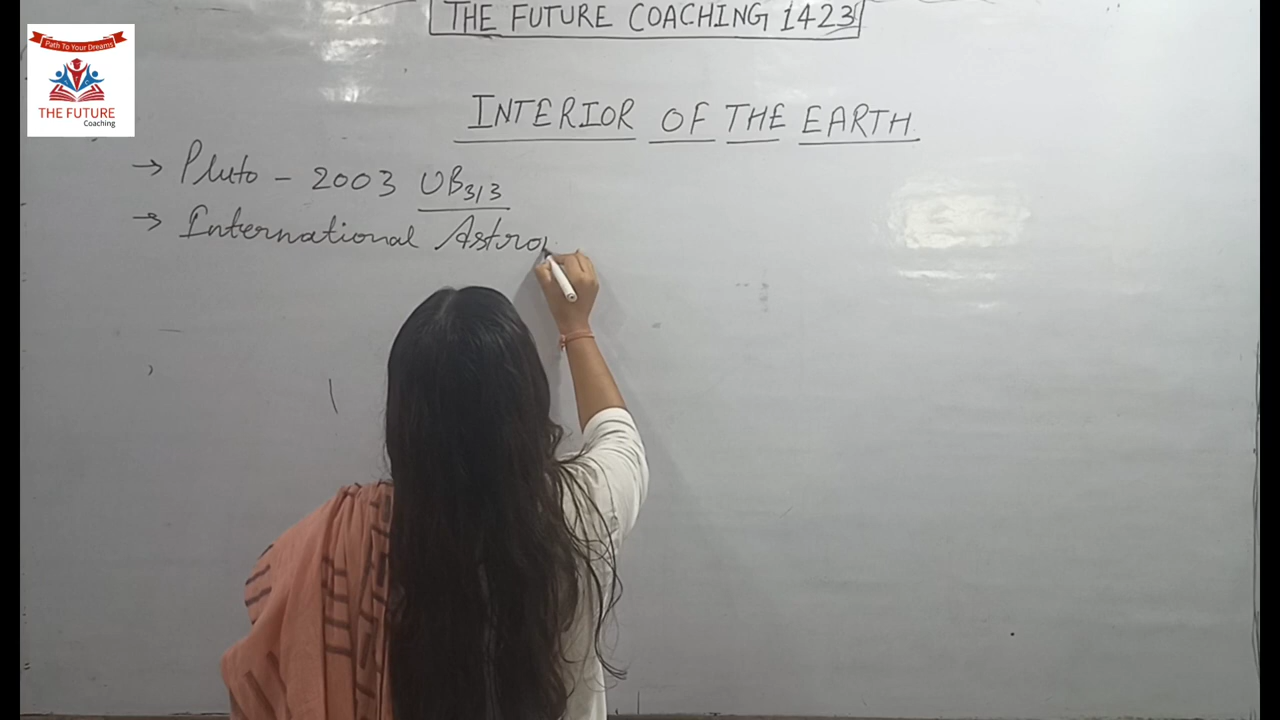 THE FUTURE COACHING 1423
Path To Your Dreams
THE FUTURE
Coaching
INTERIOR OF THE EARTH
→ Pluto - 2003 UB313
→ International Astro